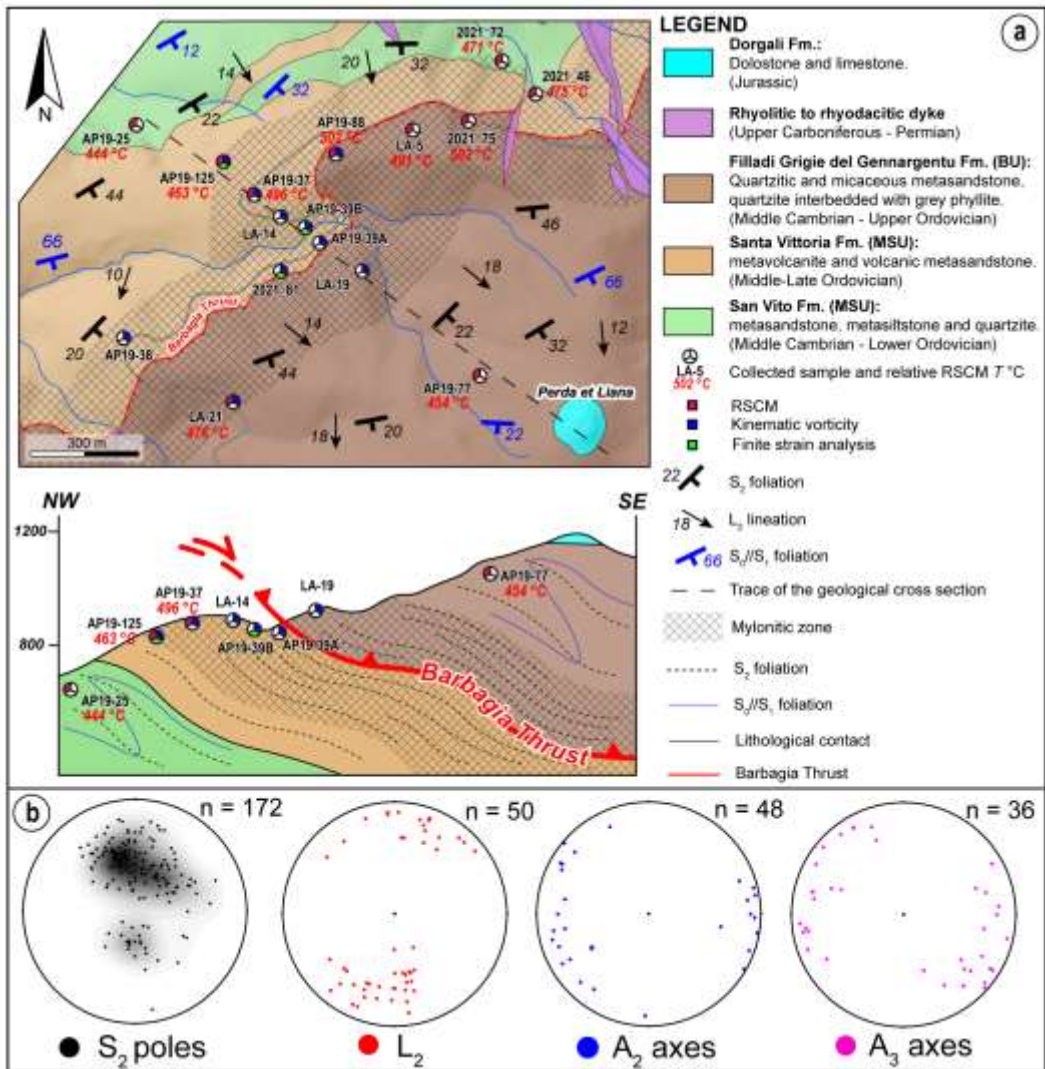 LEGEND
a
Dorgali Fm.:
Dolostone and limestone.
(Jurassic)
Rhyolitic to rhyodacitic dyke
(Upper Carboniferous - Permian)
Filladi Grigie del Gennargentu Fm. (BU):
Quartzitic and micaceous metasandstone,
quartzite interbedded with grey phyllite.
(Middle Cambrian - Upper Ordovician)
Santa Vittoria Fm. (MSU):
metavolcanite and volcanic metasandstone.
(Middle-Late Ordovician)
San Vito Fm. (MSU):
metasandstone, metasiltstone and quartzite.
(Middle Cambrian - Lower Ordovician)
LA-5
502 °C
Collected sample and relative RSCM T °C
RSCM
Kinematic vorticity
Finite strain analysis
22
S2 foliation
18
L2 lineation
66
S0//S1 foliation
Trace of the geological cross section
Mylonitic zone
S2 foliation
S0//S1 foliation
Lithological contact
Barbagia Thrust
N
12
14
20
32
2021_72
471 °C
32
22
2021_46
475 °C
AP19-25
444 °C
AP19-88
502 °C
LA-5
491 °C
2021_75
502 °C
AP19-125
463 °C
AP19-37
496 °C
44
AP19-39B
LA-14
46
AP19-39A
66
10
2021_81
LA-19
18
66
Barbagia Thrust
14
22
12
20
AP19-36
32
44
AP19-77
454 °C
Perda et Liana
LA-21
476 °C
18
20
22
300 m
NW
SE
1200
800
AP19-37
496 °C
LA-14
LA-19
AP19-77
454 °C
AP19-125
463 °C
AP19-39B
AP19-39A
AP19-25
444 °C
Barbagia Thrust
b
n = 172
n = 50
n = 48
n = 36
S2 poles
L2
A2 axes
A3 axes